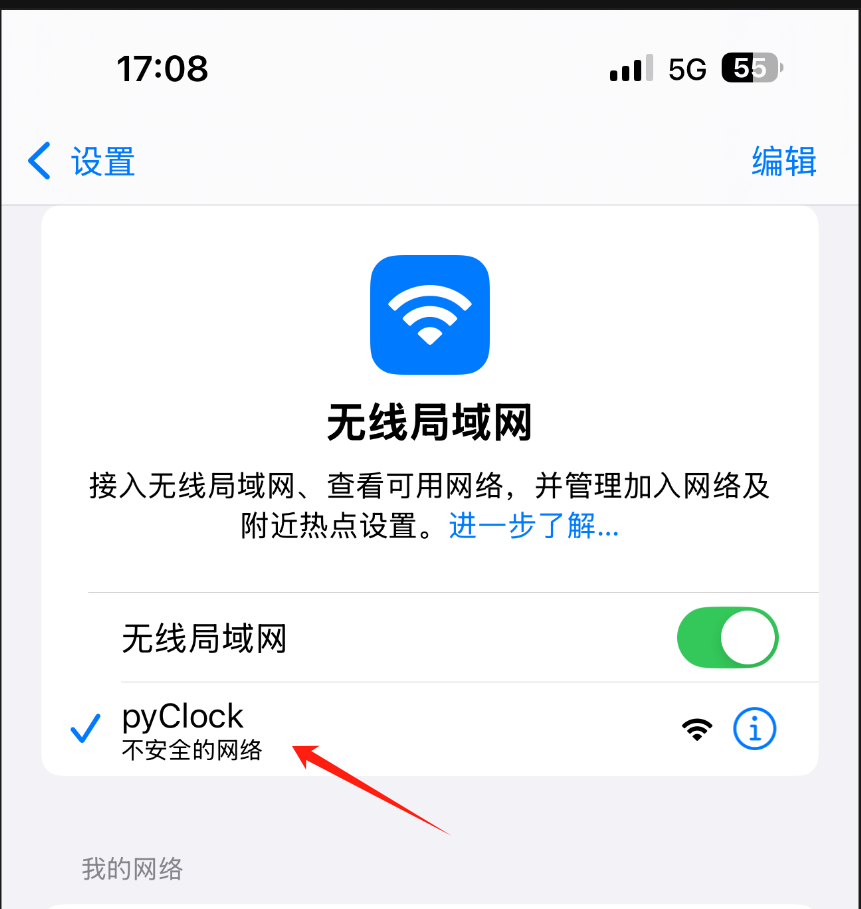 17:08
5G 55
设置
编辑
无线局域网
接入无线局域网、查看可用网络，并管理加入网络及
附近热点设置。进一步了解...
无线局域网
pyClock
不安全的网络
我的网络